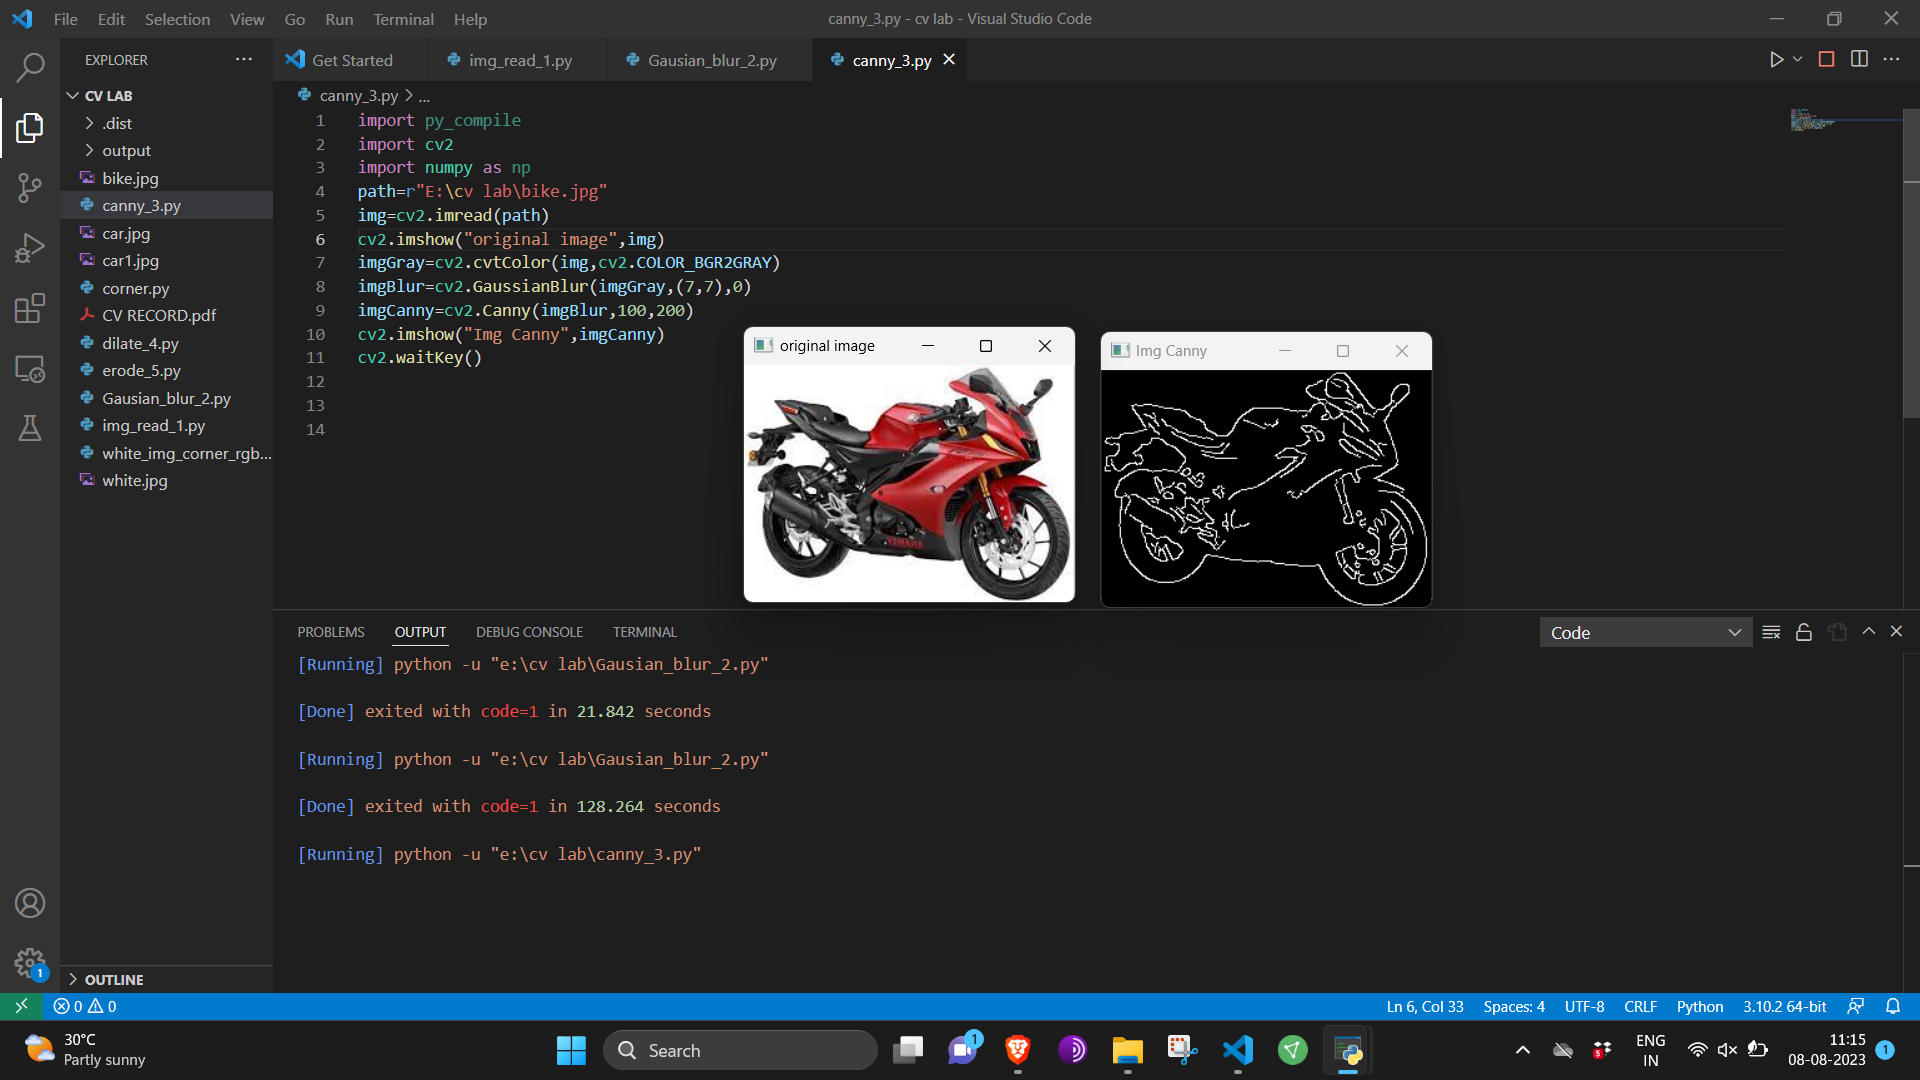 File Edit Selection View Go Run Terminal Help
canny_3.py - cv lab - Visual Studio Code
EXPLORER ···
Get Started
img_read_1.py
Gausian_blur_2.py
canny_3.py
CV LAB
.dist
output
bike.jpg
canny_3.py
car.jpg
car1.jpg
corner.py
CV RECORD.pdf
dilate_4.py
erode_5.py
Gausian_blur_2.py
img_read_1.py
white_img_corner_rgb...
white.jpg
OUTLINE
canny_3.py > ...
1 import py_compile
2 import cv2
3 import numpy as np
4 path=r"E:\cv lab\bike.jpg"
5 img=cv2.imread(path)
6 cv2.imshow("original image",img)
7 imgGray=cv2.cvtColor(img,cv2.COLOR_BGR2GRAY)
8 imgBlur=cv2.GaussianBlur(imgGray,(7,7),0)
9 imgCanny=cv2.Canny(imgBlur,100,200)
10 cv2.imshow("Img Canny",imgCanny)
11 cv2.waitKey()
12
13
14
original image
YAMAHA
Img Canny
PROBLEMS OUTPUT DEBUG CONSOLE TERMINAL
Code
[Running] python -u "e:\cv lab\Gausian_blur_2.py"
[Done] exited with code=1 in 21.842 seconds
[Running] python -u "e:\cv lab\Gausian_blur_2.py"
[Done] exited with code=1 in 128.264 seconds
[Running] python -u "e:\cv lab\canny_3.py"
1
0 0
Ln 6, Col 33 Spaces: 4 UTF-8 CRLF Python 3.10.2 64-bit
30°C
Partly sunny
Search
1
5
ENG
IN
11:15
08-08-2023
1